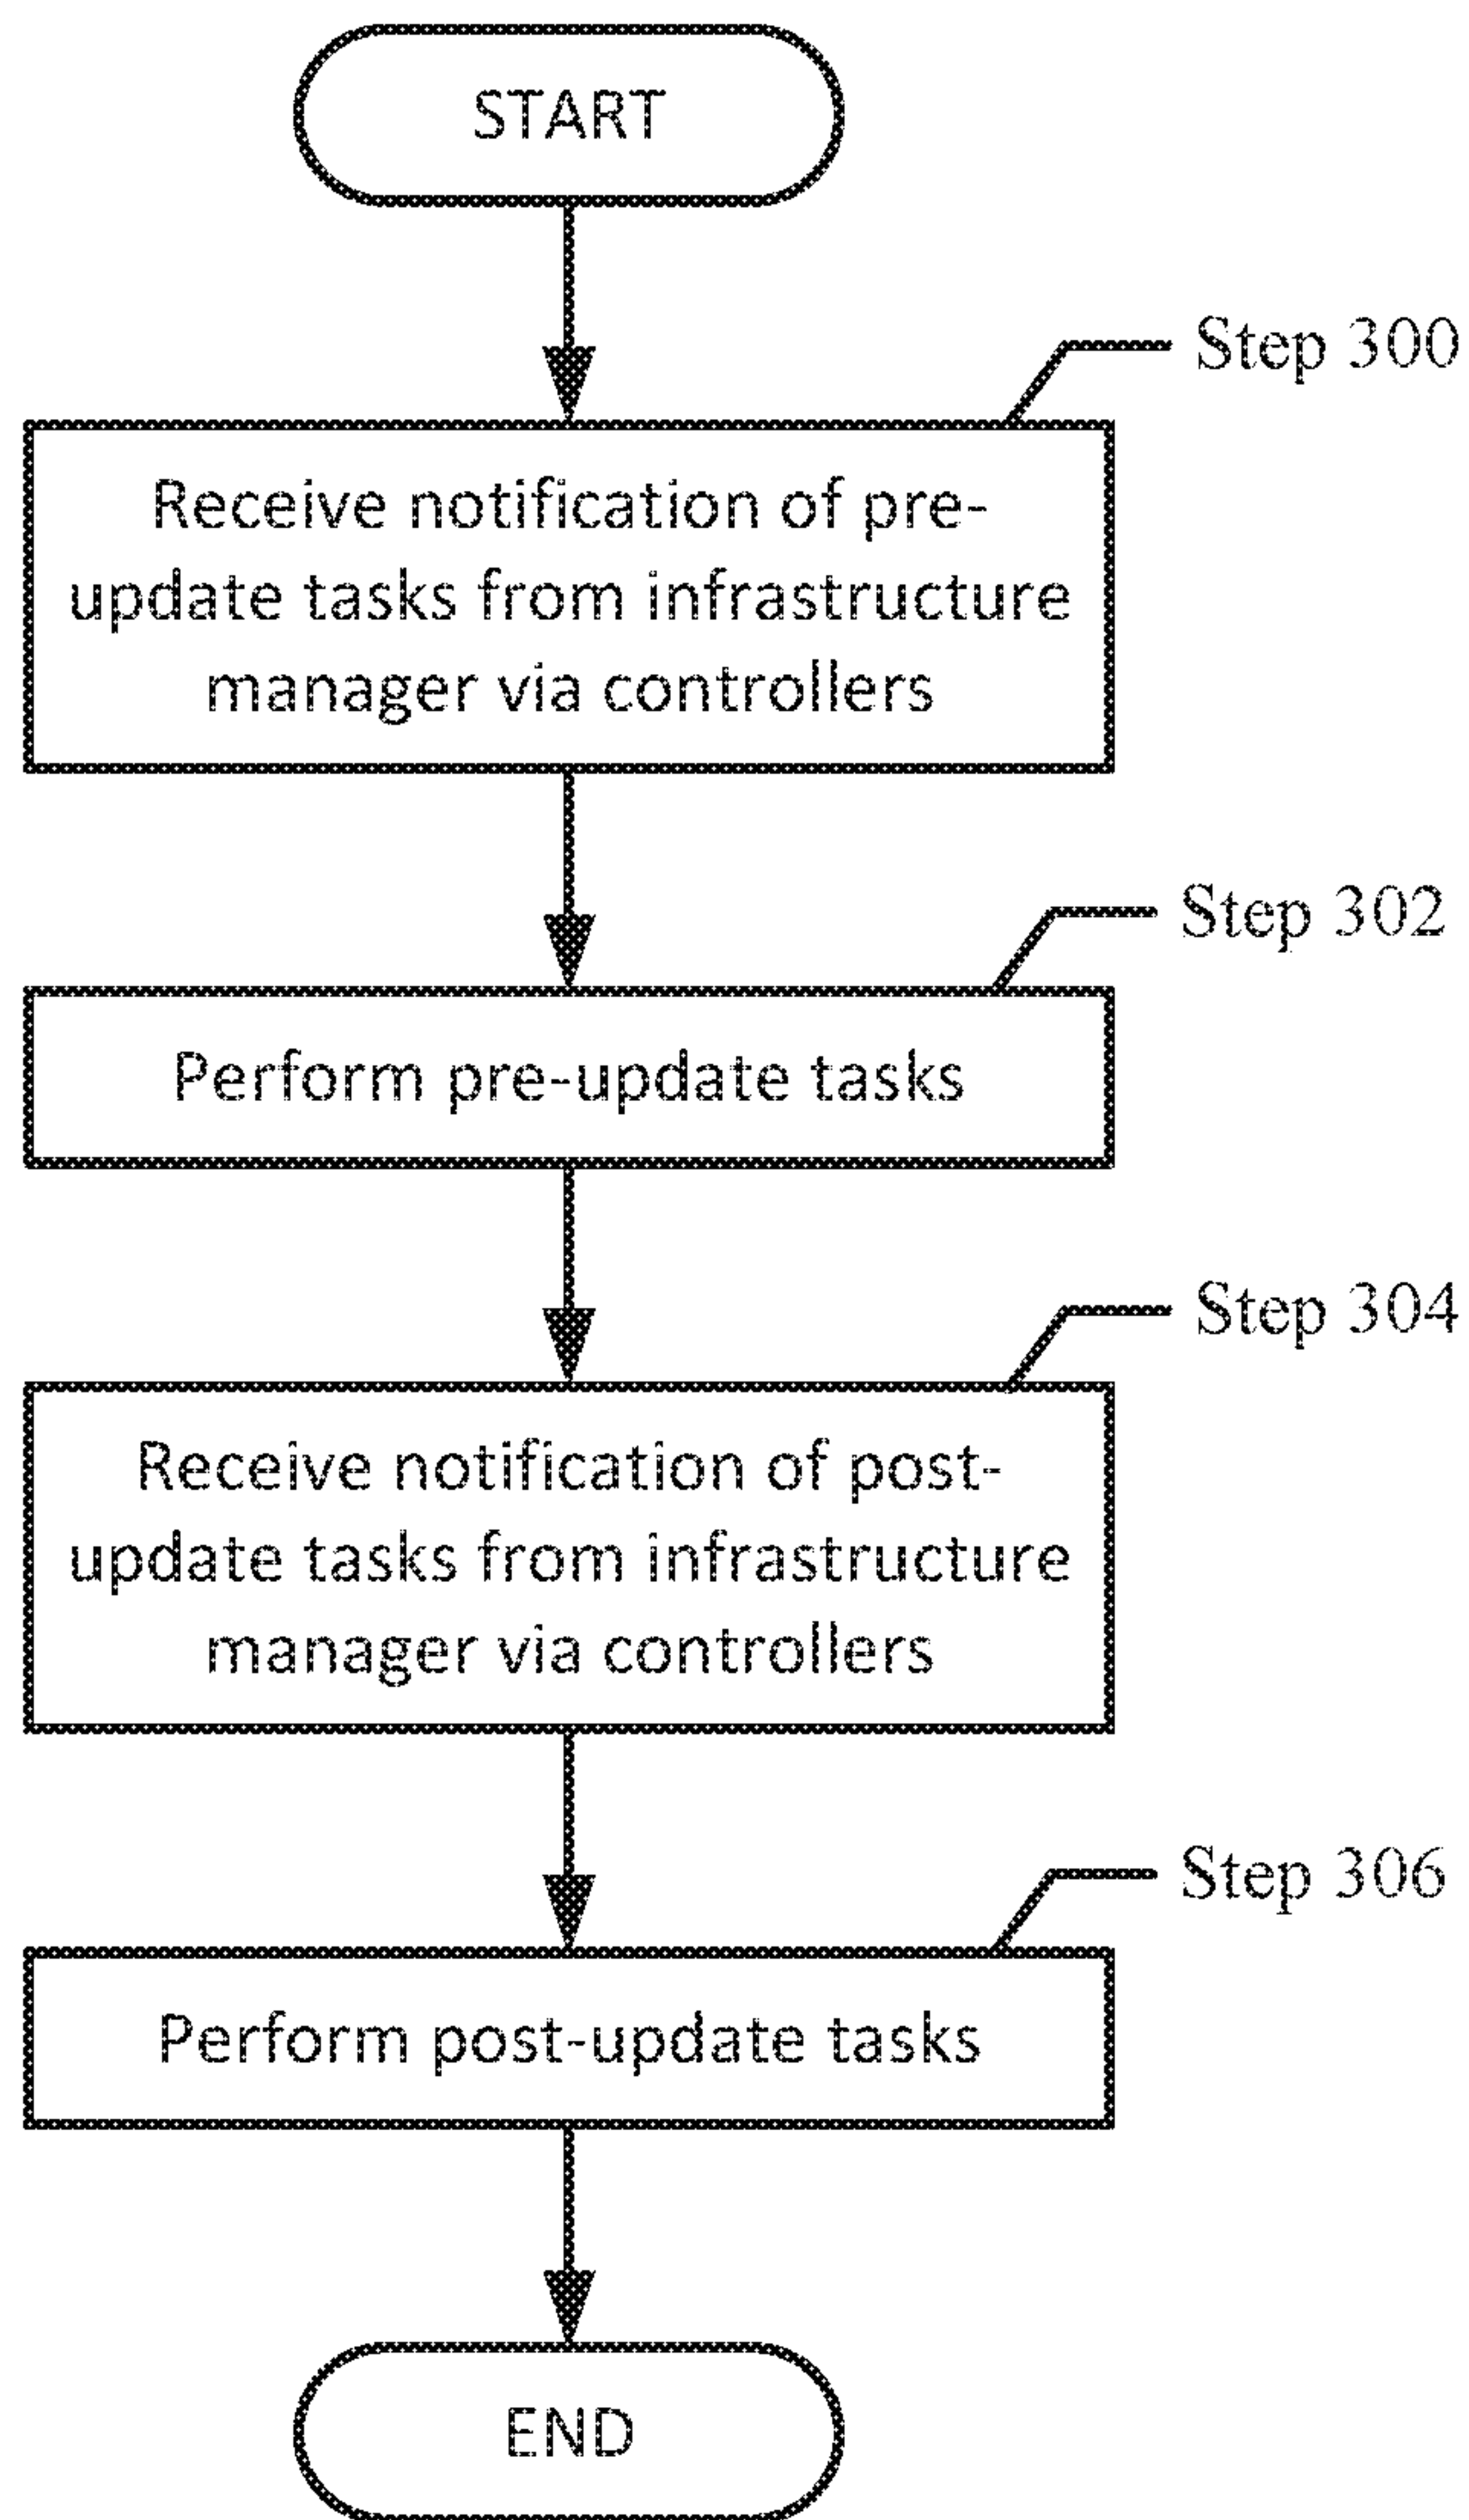 START
Step 300
Receive notification of pre-
update tasks from infrastructure
manager via controllers
Step 302
Perform pre-update tasks
Step 304
Receive notification of post-
update tasks from infrastructure
manager via controllers
Step 306
Perform post-update tasks
END